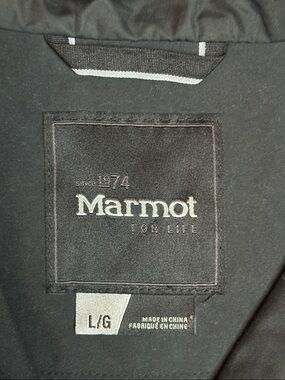 SINCE 1974
Marmot
FOR LIFE
L/G
MADE IN CHINA
FABRIQUÉ EN CHINE